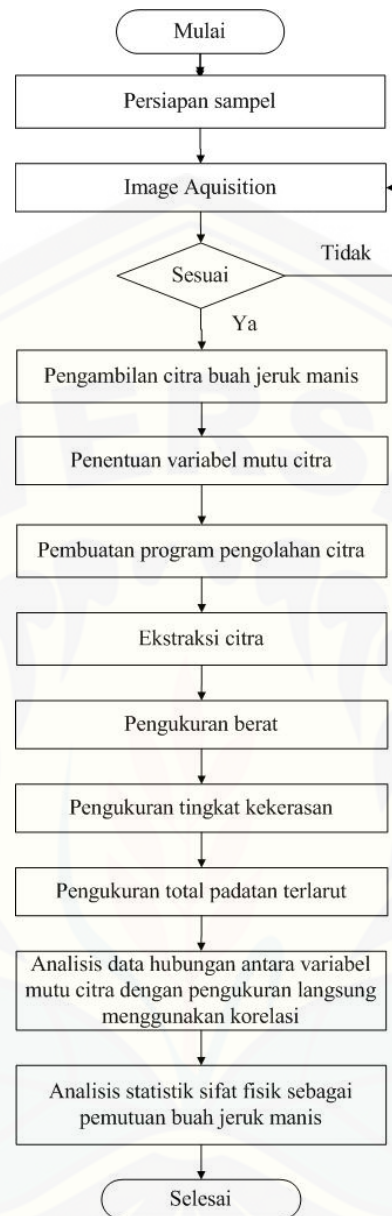 Mulai
Persiapan sampel
Image Aquisition
Sesuai
Tidak
Ya
Pengambilan citra buah jeruk manis
Penentuan variabel mutu citra
Pembuatan program pengolahan citra
Ekstraksi citra
Pengukuran berat
Pengukuran tingkat kekerasan
Pengukuran total padatan terlarut
Analisis data hubungan antara variabel
mutu citra dengan pengukuran langsung
menggunakan korelasi
Analisis statistik sifat fisik sebagai
pemutuan buah jeruk manis
Selesai